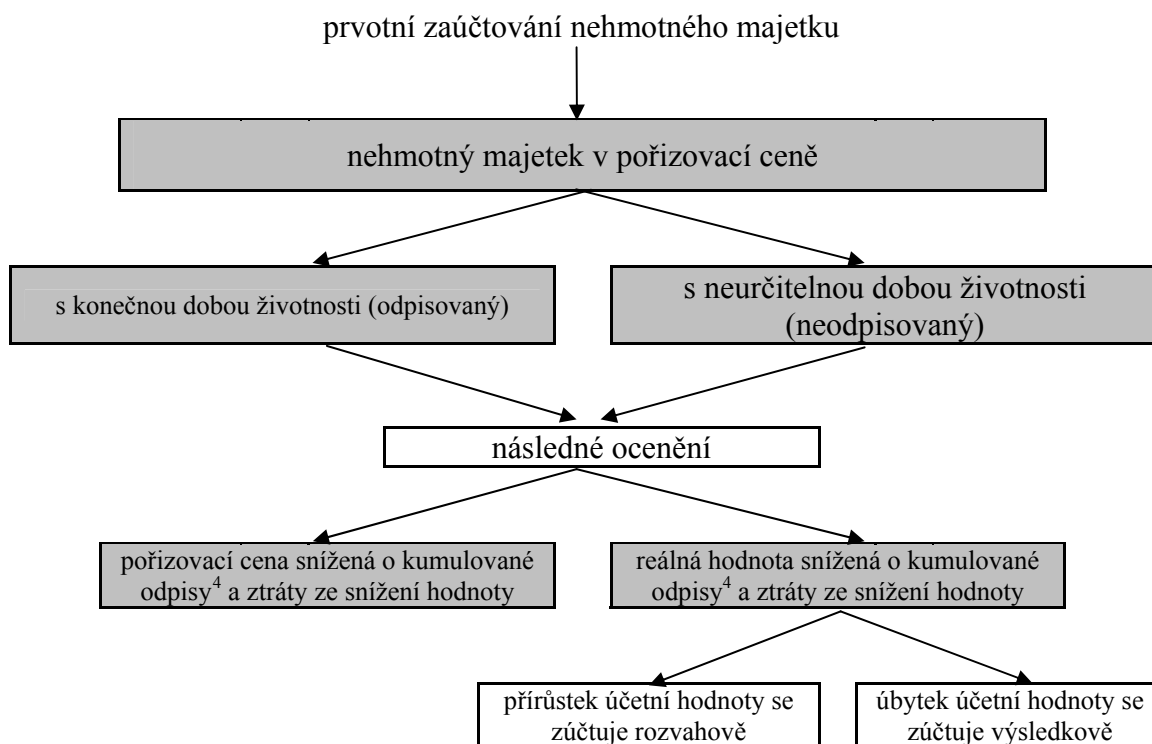 prvotní zaúčtování nehmotného majetku
nehmotný majetek v pořizovací ceně
s konečnou dobou životnosti (odpisovaný)
s neurčitelnou dobou životnosti
(neodpisovaný)
následné ocenění
pořizovací cena snížená o kumulované
odpisy⁴ a ztráty ze snížení hodnoty
reálná hodnota snížená o kumulované
odpisy⁴ a ztráty ze snížení hodnoty
přírůstek účetní hodnoty se
zúčtuje rozvahově
úbytek účetní hodnoty se
zúčtuje výsledkově